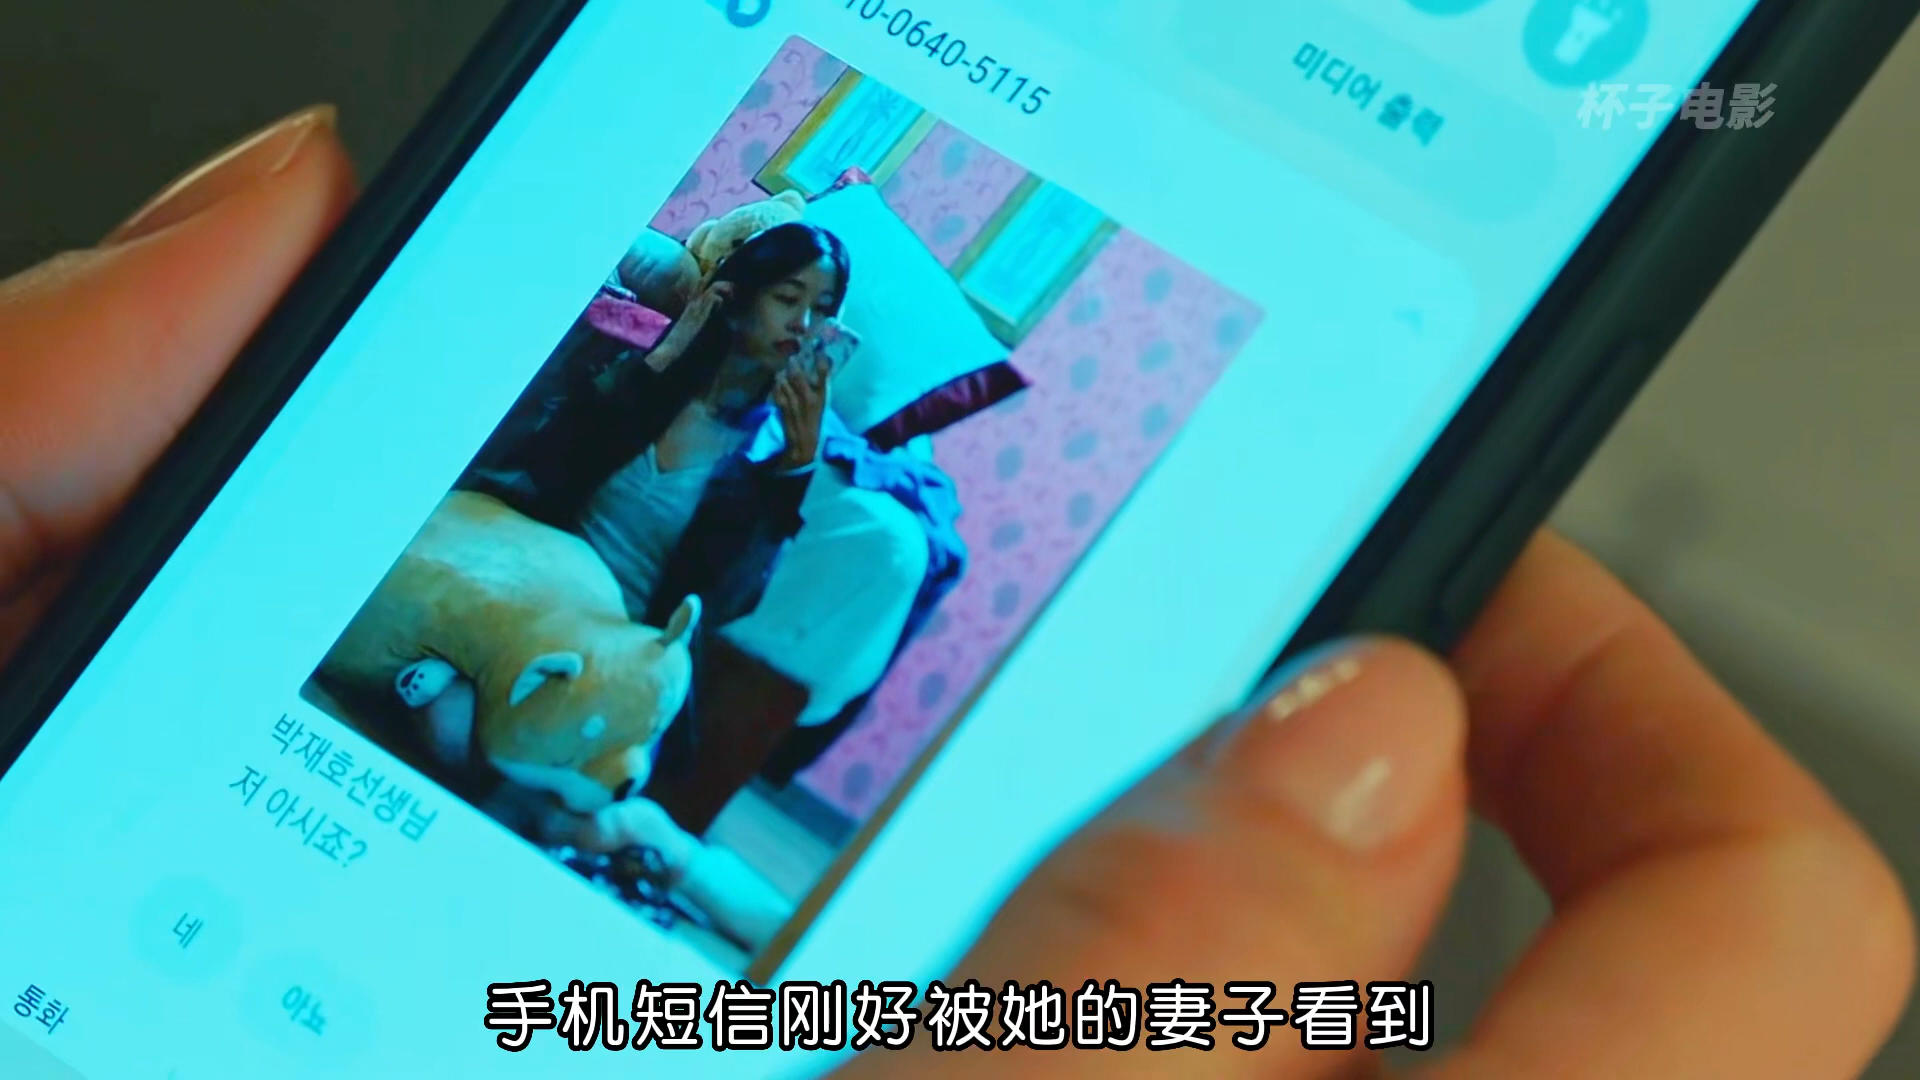 10-0640-5115
미디어 출력
杯子电影
박재호선생님
저 아시죠?
네
아뇨
통화
手机短信刚好被她的妻子看到